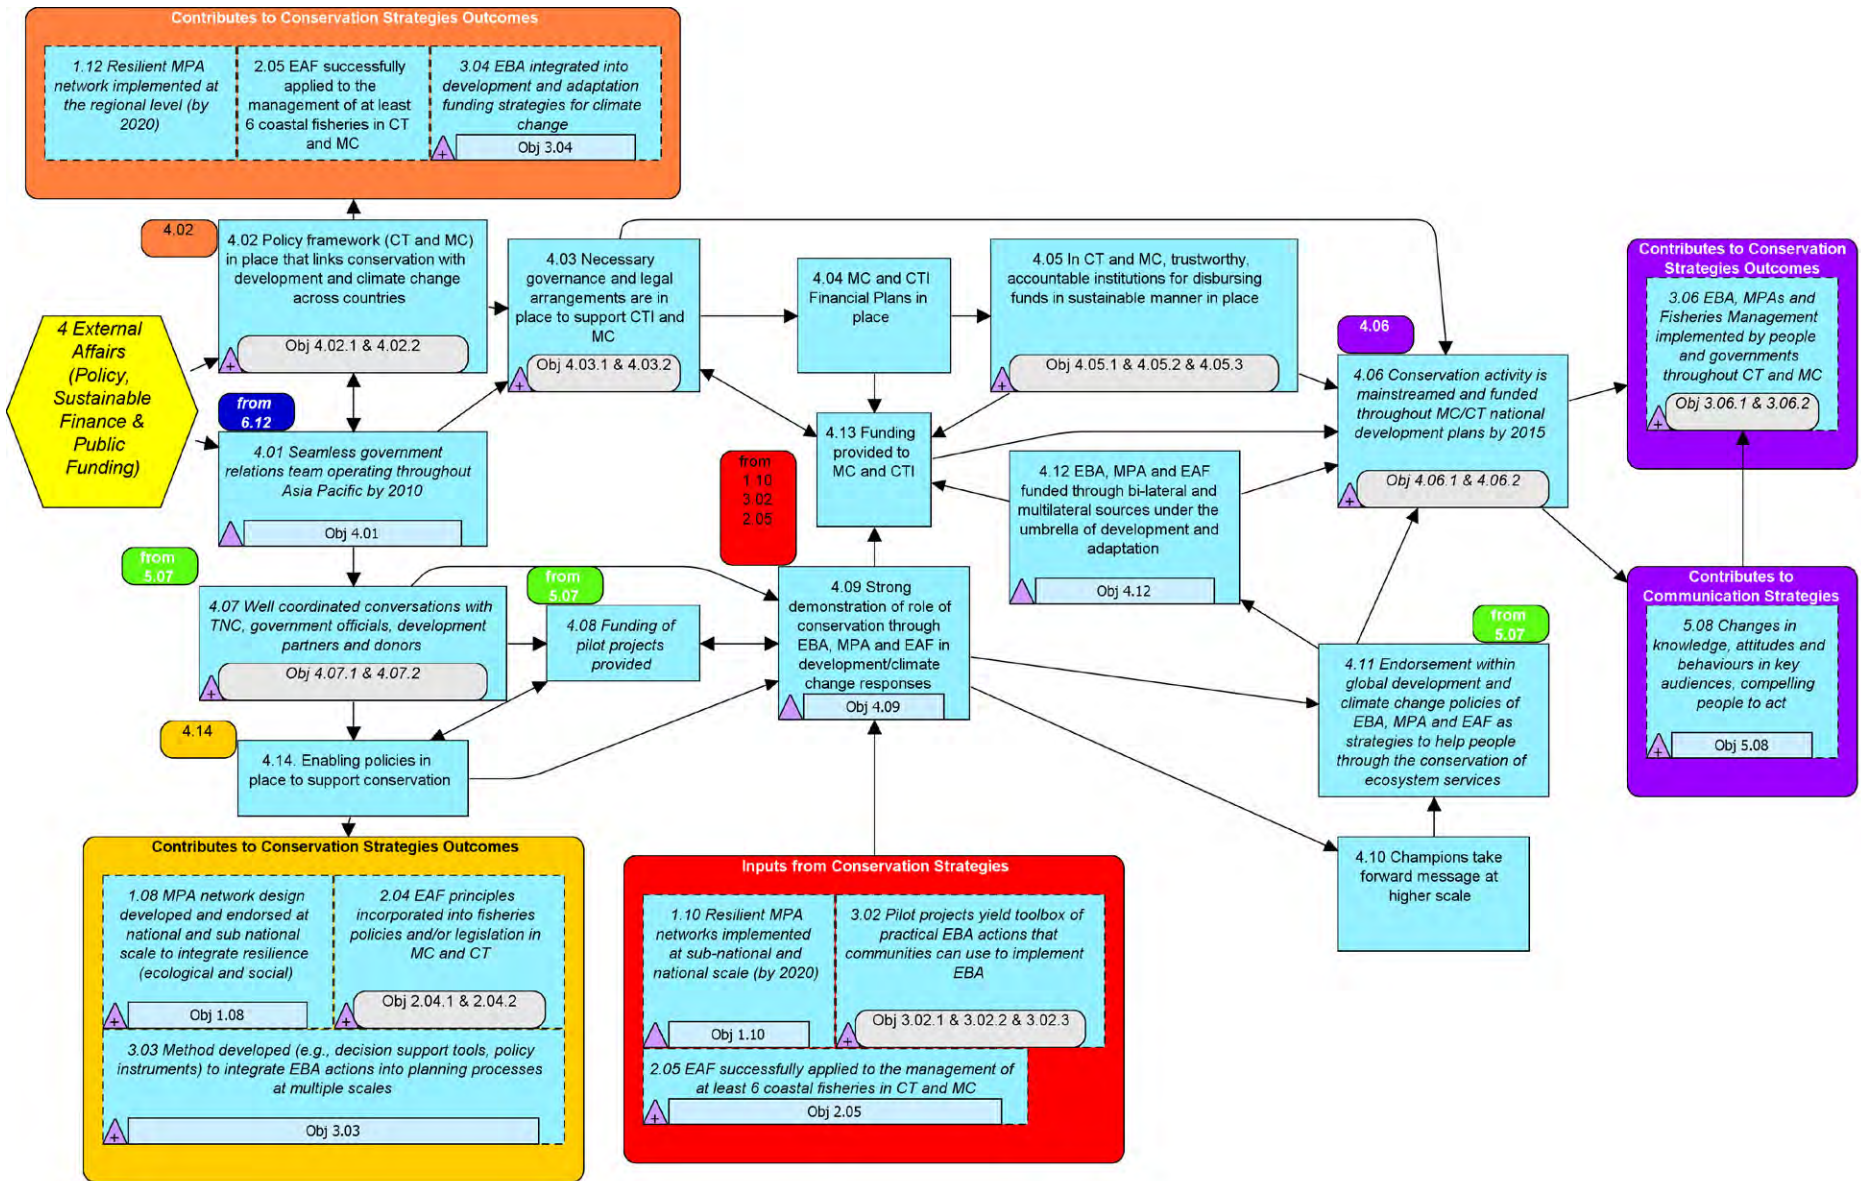 Contributes to Conservation Strategies Outcomes
1.12 Resilient MPA
network implemented at
the regional level (by
2020)
2.05 EAF successfully
applied to the
management of at least
6 coastal fisheries in CT
and MC
3.04 EBA integrated into
development and adaptation
funding strategies for climate
change
+
Obj 3.04
4.02
4.02 Policy framework (CT and MC)
in place that links conservation with
development and climate change
across countries
+
Obj 4.02.1 & 4.02.2
4.03 Necessary
governance and legal
arrangements are in
place to support CTI and
MC
+
Obj 4.03.1 & 4.03.2
4.04 MC and CTI
Financial Plans in
place
4.05 In CT and MC, trustworthy,
accountable institutions for disbursing
funds in sustainable manner in place
+
Obj 4.05.1 & 4.05.2 & 4.05.3
4.06
4.06 Conservation activity is
mainstreamed and funded
throughout MC/CT national
development plans by 2015
+
Obj 4.06.1 & 4.06.2
Contributes to Conservation
Strategies Outcomes
3.06 EBA, MPAs and
Fisheries Management
implemented by people
and governments
throughout CT and MC
+
Obj 3.06.1 & 3.06.2
4 External
Affairs
(Policy,
Sustainable
Finance &
Public
Funding)
from
6.12
4.01 Seamless government
relations team operating throughout
Asia Pacific by 2010
Obj 4.01
from
1.10
3.02
2.05
4.13 Funding
provided to
MC and CTI
4.12 EBA, MPA and EAF
funded through bi-lateral and
multilateral sources under the
umbrella of development and
adaptation
Obj 4.12
from
5.07
4.07 Well coordinated conversations with
TNC, government officials, development
partners and donors
+
Obj 4.07.1 & 4.07.2
from
5.07
4.08 Funding of
pilot projects
provided
4.09 Strong
demonstration of role of
conservation through
EBA, MPA and EAF in
development/climate
change responses
Obj 4.09
from
5.07
4.11 Endorsement within
global development and
climate change policies of
EBA, MPA and EAF as
strategies to help people
through the conservation of
ecosystem services
Contributes to
Communication Strategies
5.08 Changes in
knowledge, attitudes and
behaviours in key
audiences, compelling
people to act
+
Obj 5.08
4.14
4.14. Enabling policies in
place to support conservation
4.10 Champions take
forward message at
higher scale
Contributes to Conservation Strategies Outcomes
1.08 MPA network design
developed and endorsed at
national and sub national
scale to integrate resilience
(ecological and social)
+
Obj 1.08
2.04 EAF principles
incorporated into fisheries
policies and/or legislation in
MC and CT
+
Obj 2.04.1 & 2.04.2
3.03 Method developed (e.g., decision support tools, policy
instruments) to integrate EBA actions into planning processes
at multiple scales
+
Obj 3.03
Inputs from Conservation Strategies
1.10 Resilient MPA
networks implemented
at sub-national and
national scale (by 2020)
+
Obj 1.10
3.02 Pilot projects yield toolbox of
practical EBA actions that
communities can use to implement
EBA
+
Obj 3.02.1 & 3.02.2 & 3.02.3
2.05 EAF successfully applied to the management of
at least 6 coastal fisheries in CT and MC
+
Obj 2.05